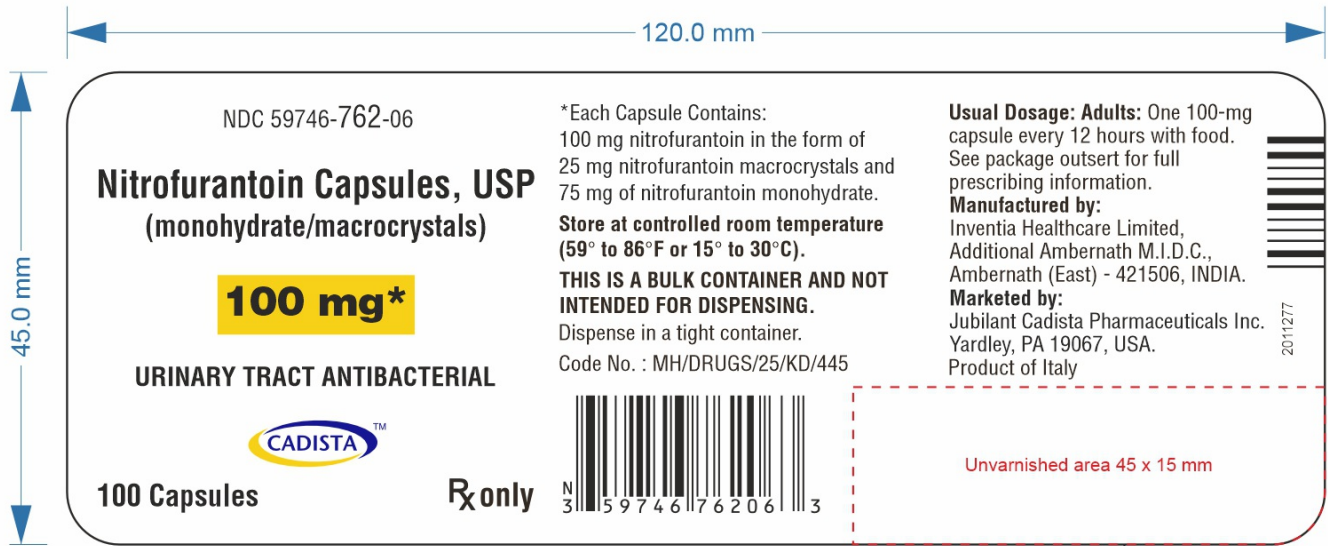 120.0 mm
45.0 mm
NDC 59746-762-06
Nitrofurantoin Capsules, USP
(monohydrate/macrocrystals)
100 mg*
URINARY TRACT ANTIBACTERIAL
CADISTA™
100 Capsules
℞ only
*Each Capsule Contains:
100 mg nitrofurantoin in the form of
25 mg nitrofurantoin macrocrystals and
75 mg of nitrofurantoin monohydrate.
Store at controlled room temperature
(59° to 86°F or 15° to 30°C).
THIS IS A BULK CONTAINER AND NOT
INTENDED FOR DISPENSING.
Dispense in a tight container.
Code No. : MH/DRUGS/25/KD/445
N
3 59746 76206 3
Usual Dosage: Adults: One 100-mg
capsule every 12 hours with food.
See package outsert for full
prescribing information.
Manufactured by:
Inventia Healthcare Limited,
Additional Ambernath M.I.D.C.,
Ambernath (East) - 421506, INDIA.
Marketed by:
Jubilant Cadista Pharmaceuticals Inc.
Yardley, PA 19067, USA.
Product of Italy
2011277
Unvarnished area 45 x 15 mm